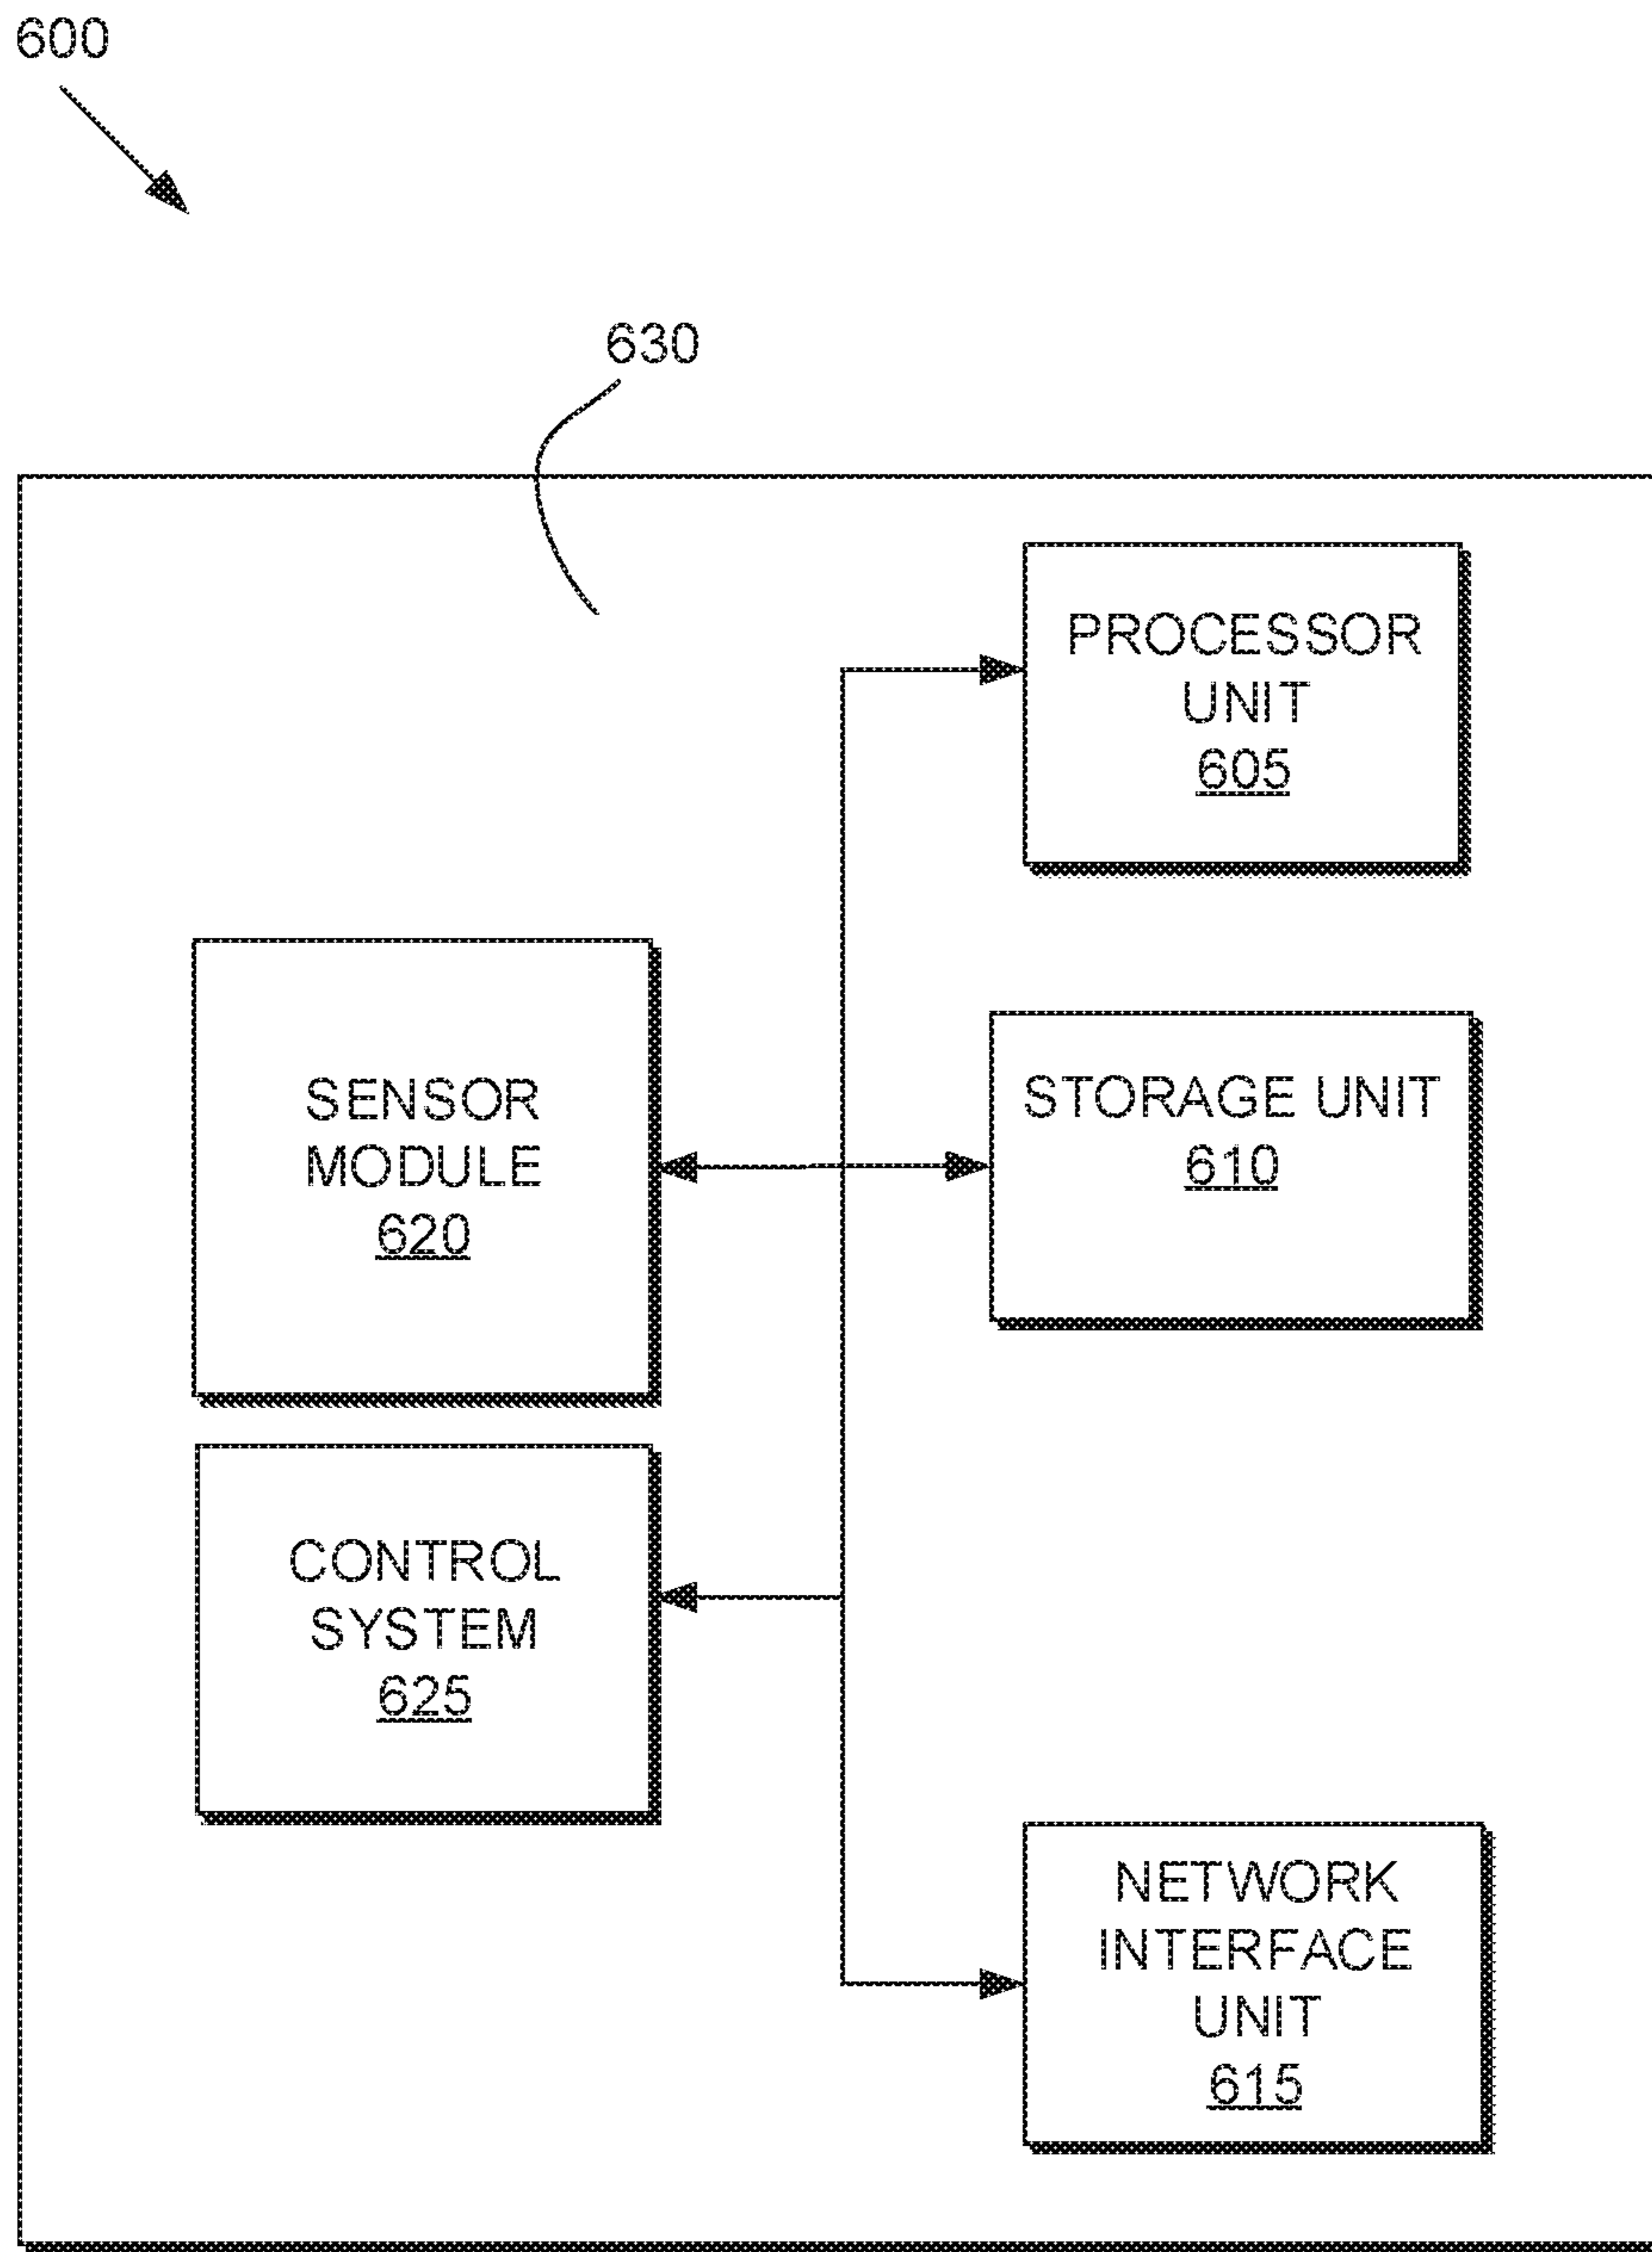 600
630
PROCESSOR
UNIT
605
SENSOR
MODULE
620
STORAGE UNIT
610
CONTROL
SYSTEM
625
NETWORK
INTERFACE
UNIT
615